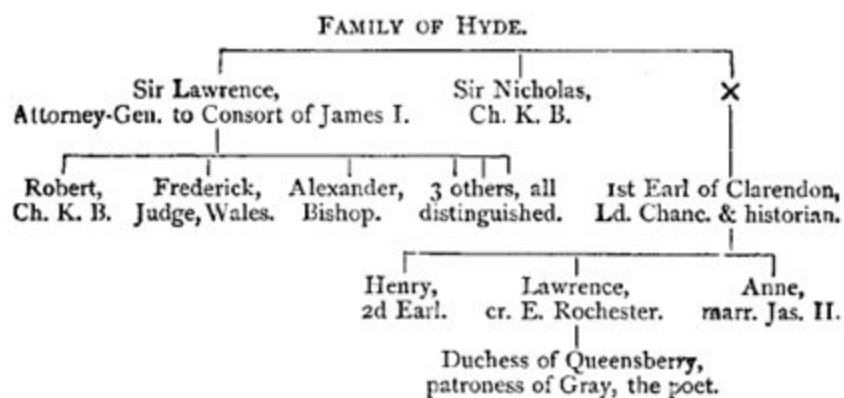 FAMILY OF HYDE.
Sir Lawrence,
Attorney-Gen. to Consort of James I.
Sir Nicholas,
Ch. K. B.
×
Robert,
Ch. K. B.
Frederick,
Judge, Wales.
Alexander,
Bishop.
3 others, all
distinguished.
1st Earl of Clarendon,
Ld. Chanc. & historian.
Henry,
2d Earl.
Lawrence,
cr. E. Rochester.
Anne,
marr. Jas. II.
Duchess of Queensberry,
patroness of Gray, the poet.